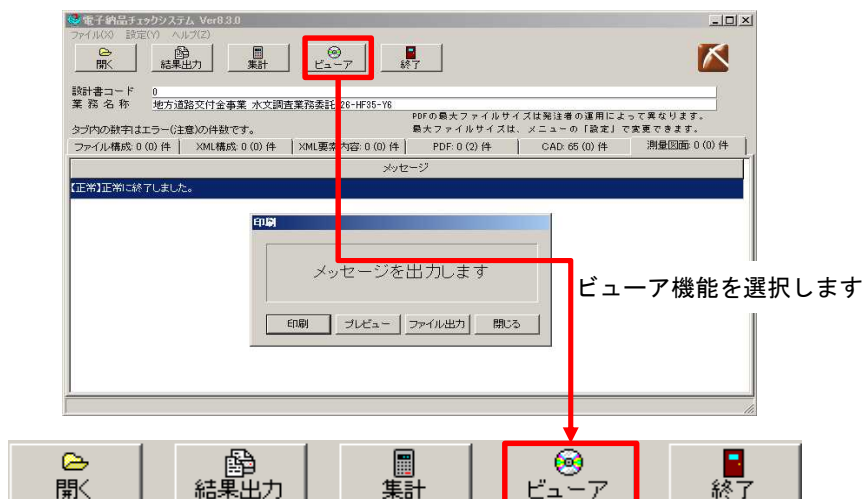 電子納品チェックシステム Ver8.3.0
ファイル(X) 設定(Y) ヘルプ(Z)
開く 結果出力 集計 ビューア 終了
設計書コード 0
業務名称 地方道路交付金事業 水文調査業務委託 26-HF35-Y6
PDFの最大ファイルサイズは発注者の運用によって異なります。
タブ内の数字はエラー(注意)の件数です。 最大ファイルサイズは、メニューの「設定」で変更できます。
ファイル構成: 0 (0) 件 XML構成: 0 (0) 件 XML要素内容: 0 (0) 件 PDF: 0 (2) 件 CAD: 65 (0) 件 測量図面: 0 (0) 件
メッセージ
【正常】正常に終了しました。
印刷
メッセージを出力します
ビューア機能を選択します
印刷 プレビュー ファイル出力 閉じる
開く 結果出力 集計 ビューア 終了